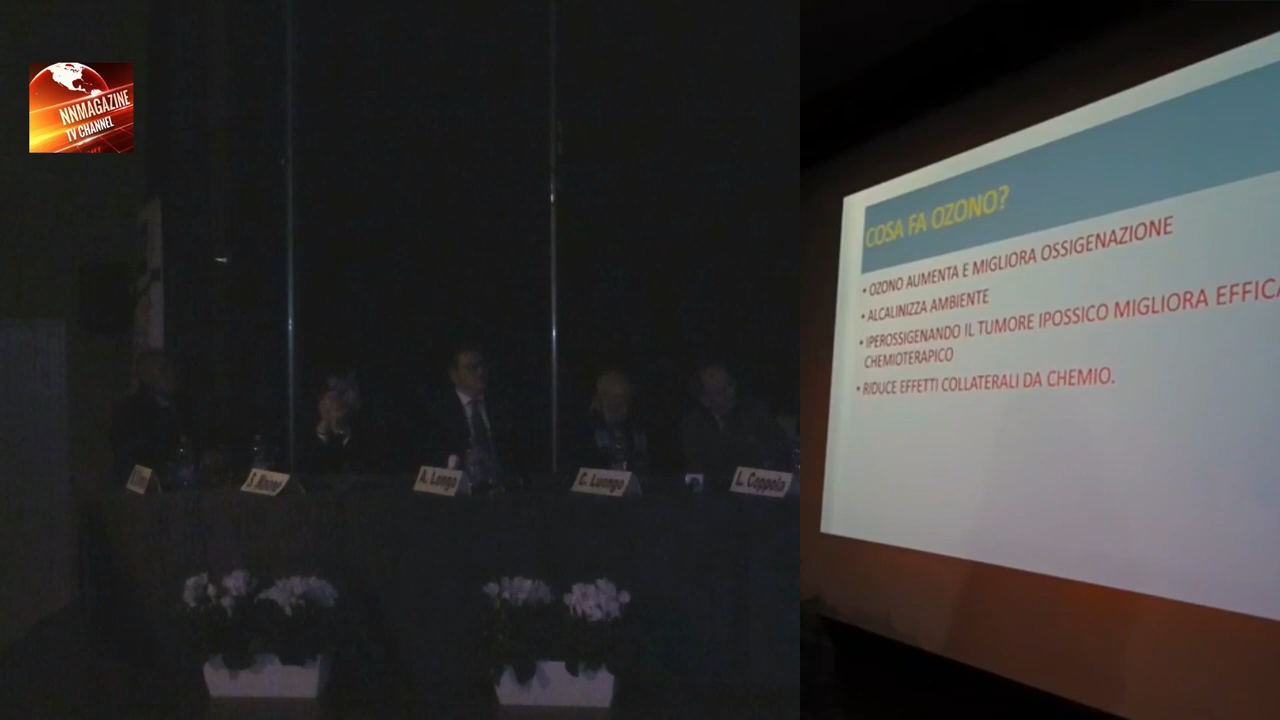 NNMAGAZINE
TV CHANNEL
A. Longo
C. Luongo
L. Coppola
COSA FA OZONO?
• OZONO AUMENTA E MIGLIORA OSSIGENAZIONE
• ALCALINIZZA AMBIENTE
• IPEROSSIGENANDO IL TUMORE IPOSSICO MIGLIORA
CHEMIOTERAPICO
• RIDUCE EFFETTI COLLATERALI DA CHEMIO.